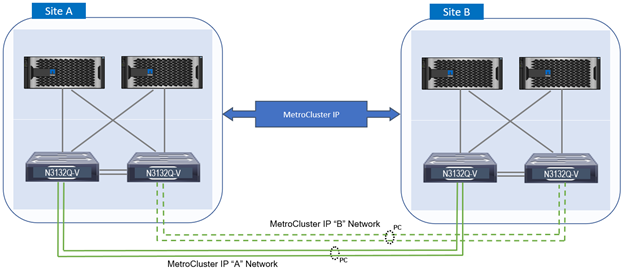 Site A
Site B
MetroCluster IP
N3132Q-V
N3132Q-V
N3132Q-V
N3132Q-V
MetroCluster IP “B” Network
PC
MetroCluster IP “A” Network
PC